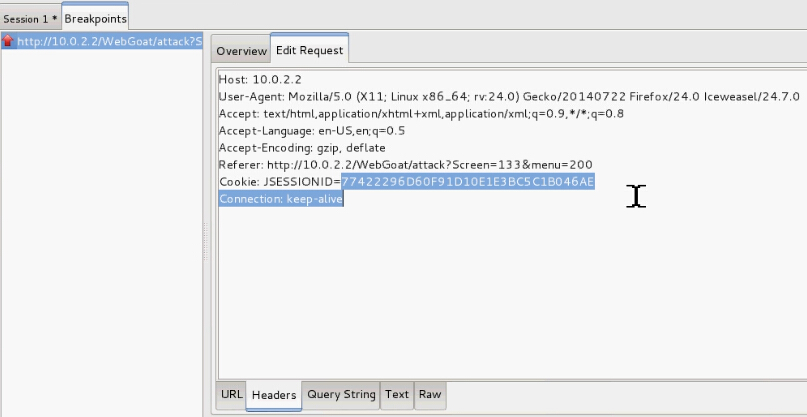 Session 1 * Breakpoints
http://10.0.2.2/WebGoat/attack?S
Overview Edit Request
Host: 10.0.2.2
User-Agent: Mozilla/5.0 (X11; Linux x86_64; rv:24.0) Gecko/20140722 Firefox/24.0 Iceweasel/24.7.0
Accept: text/html,application/xhtml+xml,application/xml;q=0.9,*/*;q=0.8
Accept-Language: en-US,en;q=0.5
Accept-Encoding: gzip, deflate
Referer: http://10.0.2.2/WebGoat/attack?Screen=133&menu=200
Cookie: JSESSIONID=77422296D60F91D10E1E3BC5C1B046AE
Connection: keep-alive
URL Headers Query String Text Raw